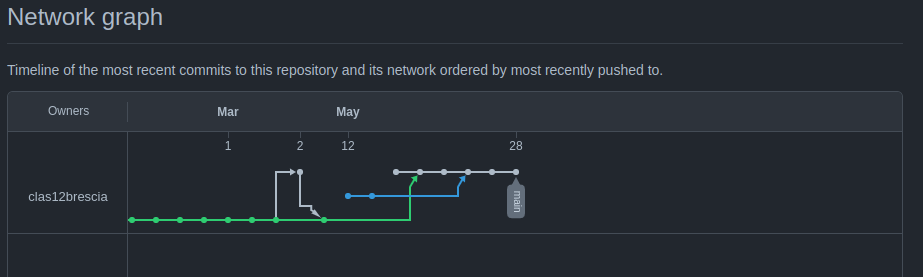 Network graph
Timeline of the most recent commits to this repository and its network ordered by most recently pushed to.
Owners Mar May
1 2 12 28
clas12brescia
main